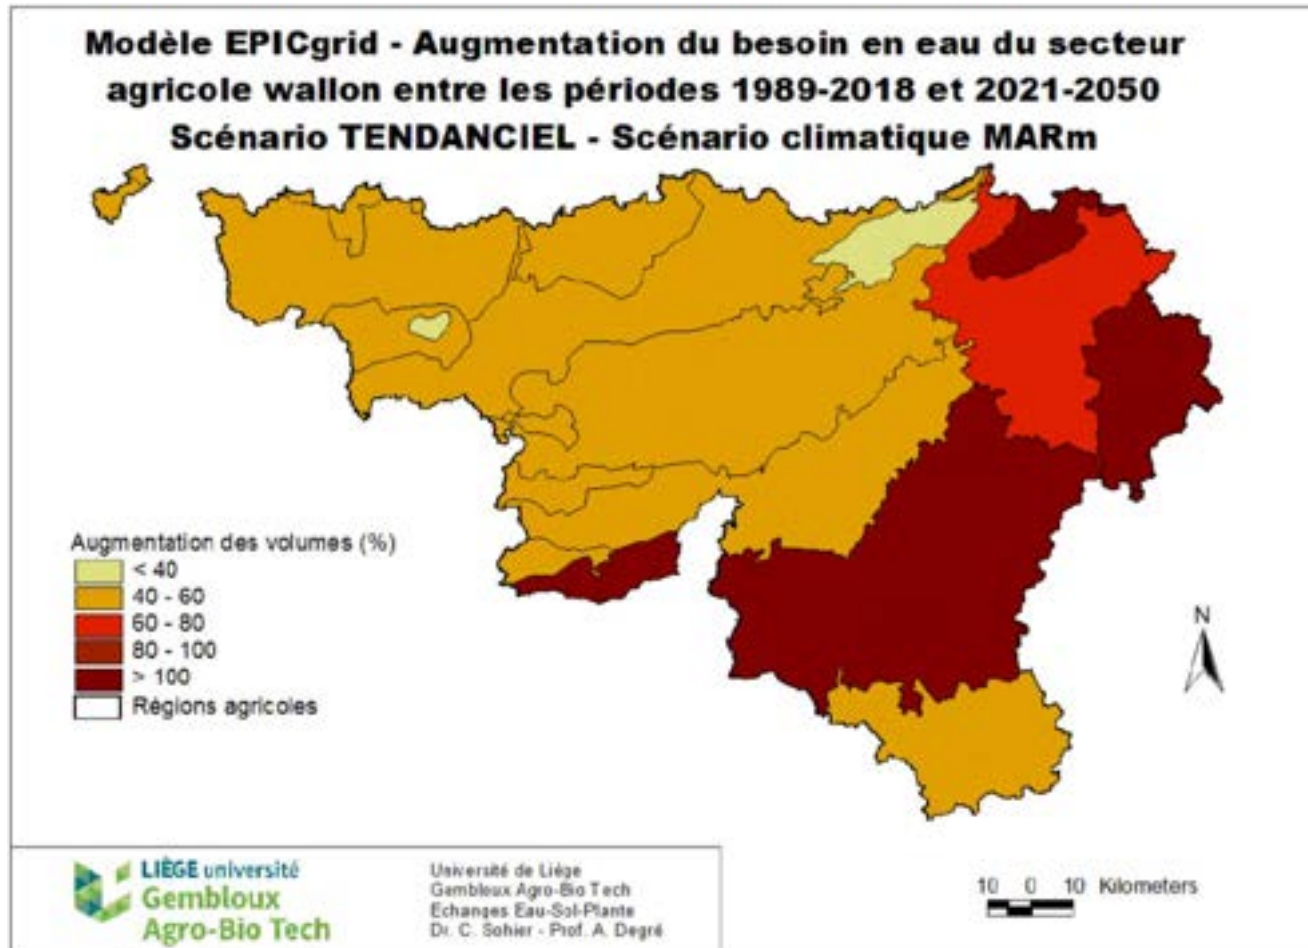 Modèle EPICgrid - Augmentation du besoin en eau du secteur
agricole wallon entre les périodes 1989-2018 et 2021-2050
Scénario TENDANCIEL - Scénario climatique MARm
Augmentation des volumes (%)
< 40
40 - 60
60 - 80
80 - 100
> 100
Régions agricoles
N
LIÈGE université
Gembloux
Agro-Bio Tech
Université de Liège
Gembloux Agro-Bio Tech
Echanges Eau-Sol-Plante
Dr. C. Sohier - Prof. A. Degré
10 0 10 Kilometers